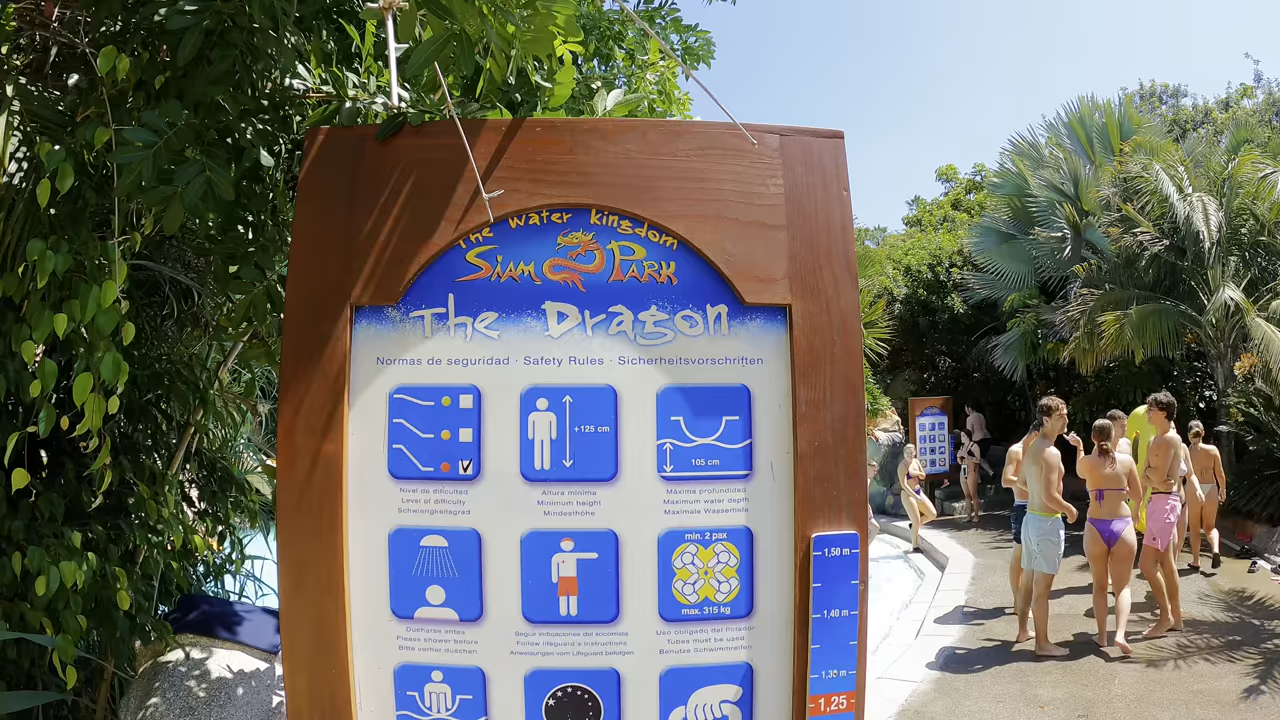 The water kingdom
SIAM PARK
The Dragon
Normas de seguridad · Safety Rules · Sicherheitsvorschriften
+125 cm
105 cm
Nivel de dificultad
Level of difficulty
Schwierigkeitsgrad
Altura mínima
Minimum height
Mindesthöhe
Máxima profundidad
Maximum water depth
Maximale Wassertiefe
min. 2 pax
max. 315 kg
Ducharse antes
Please shower before
Bitte vorher duschen.
Seguir indicaciones del socorrista
Follow lifeguard's instructions
Anweisungen vom Lifeguard befolgen
Uso obligado del flotador
Tubes must be used
Benutze Schwimmreifen
1,50 m
1,40 m
1,30 m
1,25